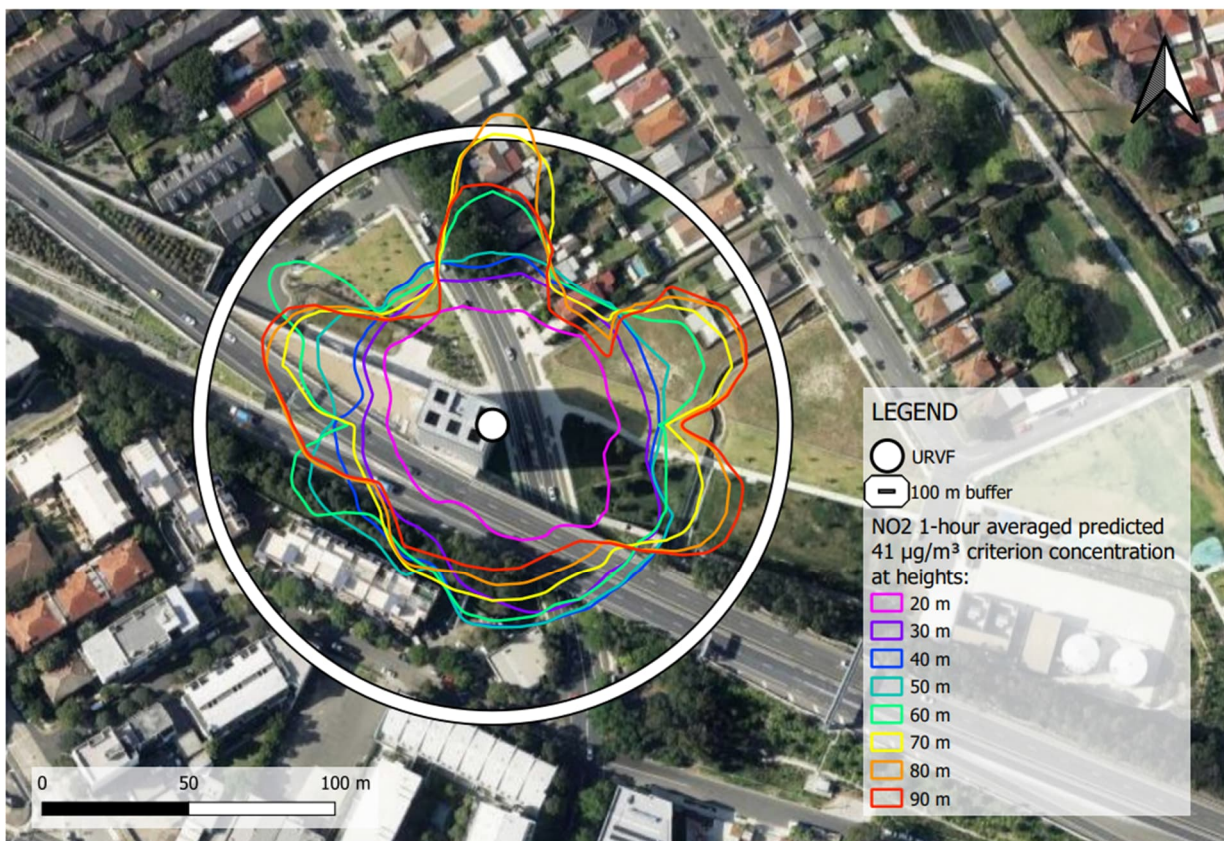 LEGEND
URVF
100 m buffer
NO2 1-hour averaged predicted
41 µg/m³ criterion concentration
at heights:
20 m
30 m
40 m
50 m
60 m
70 m
80 m
90 m
0 50 100 m